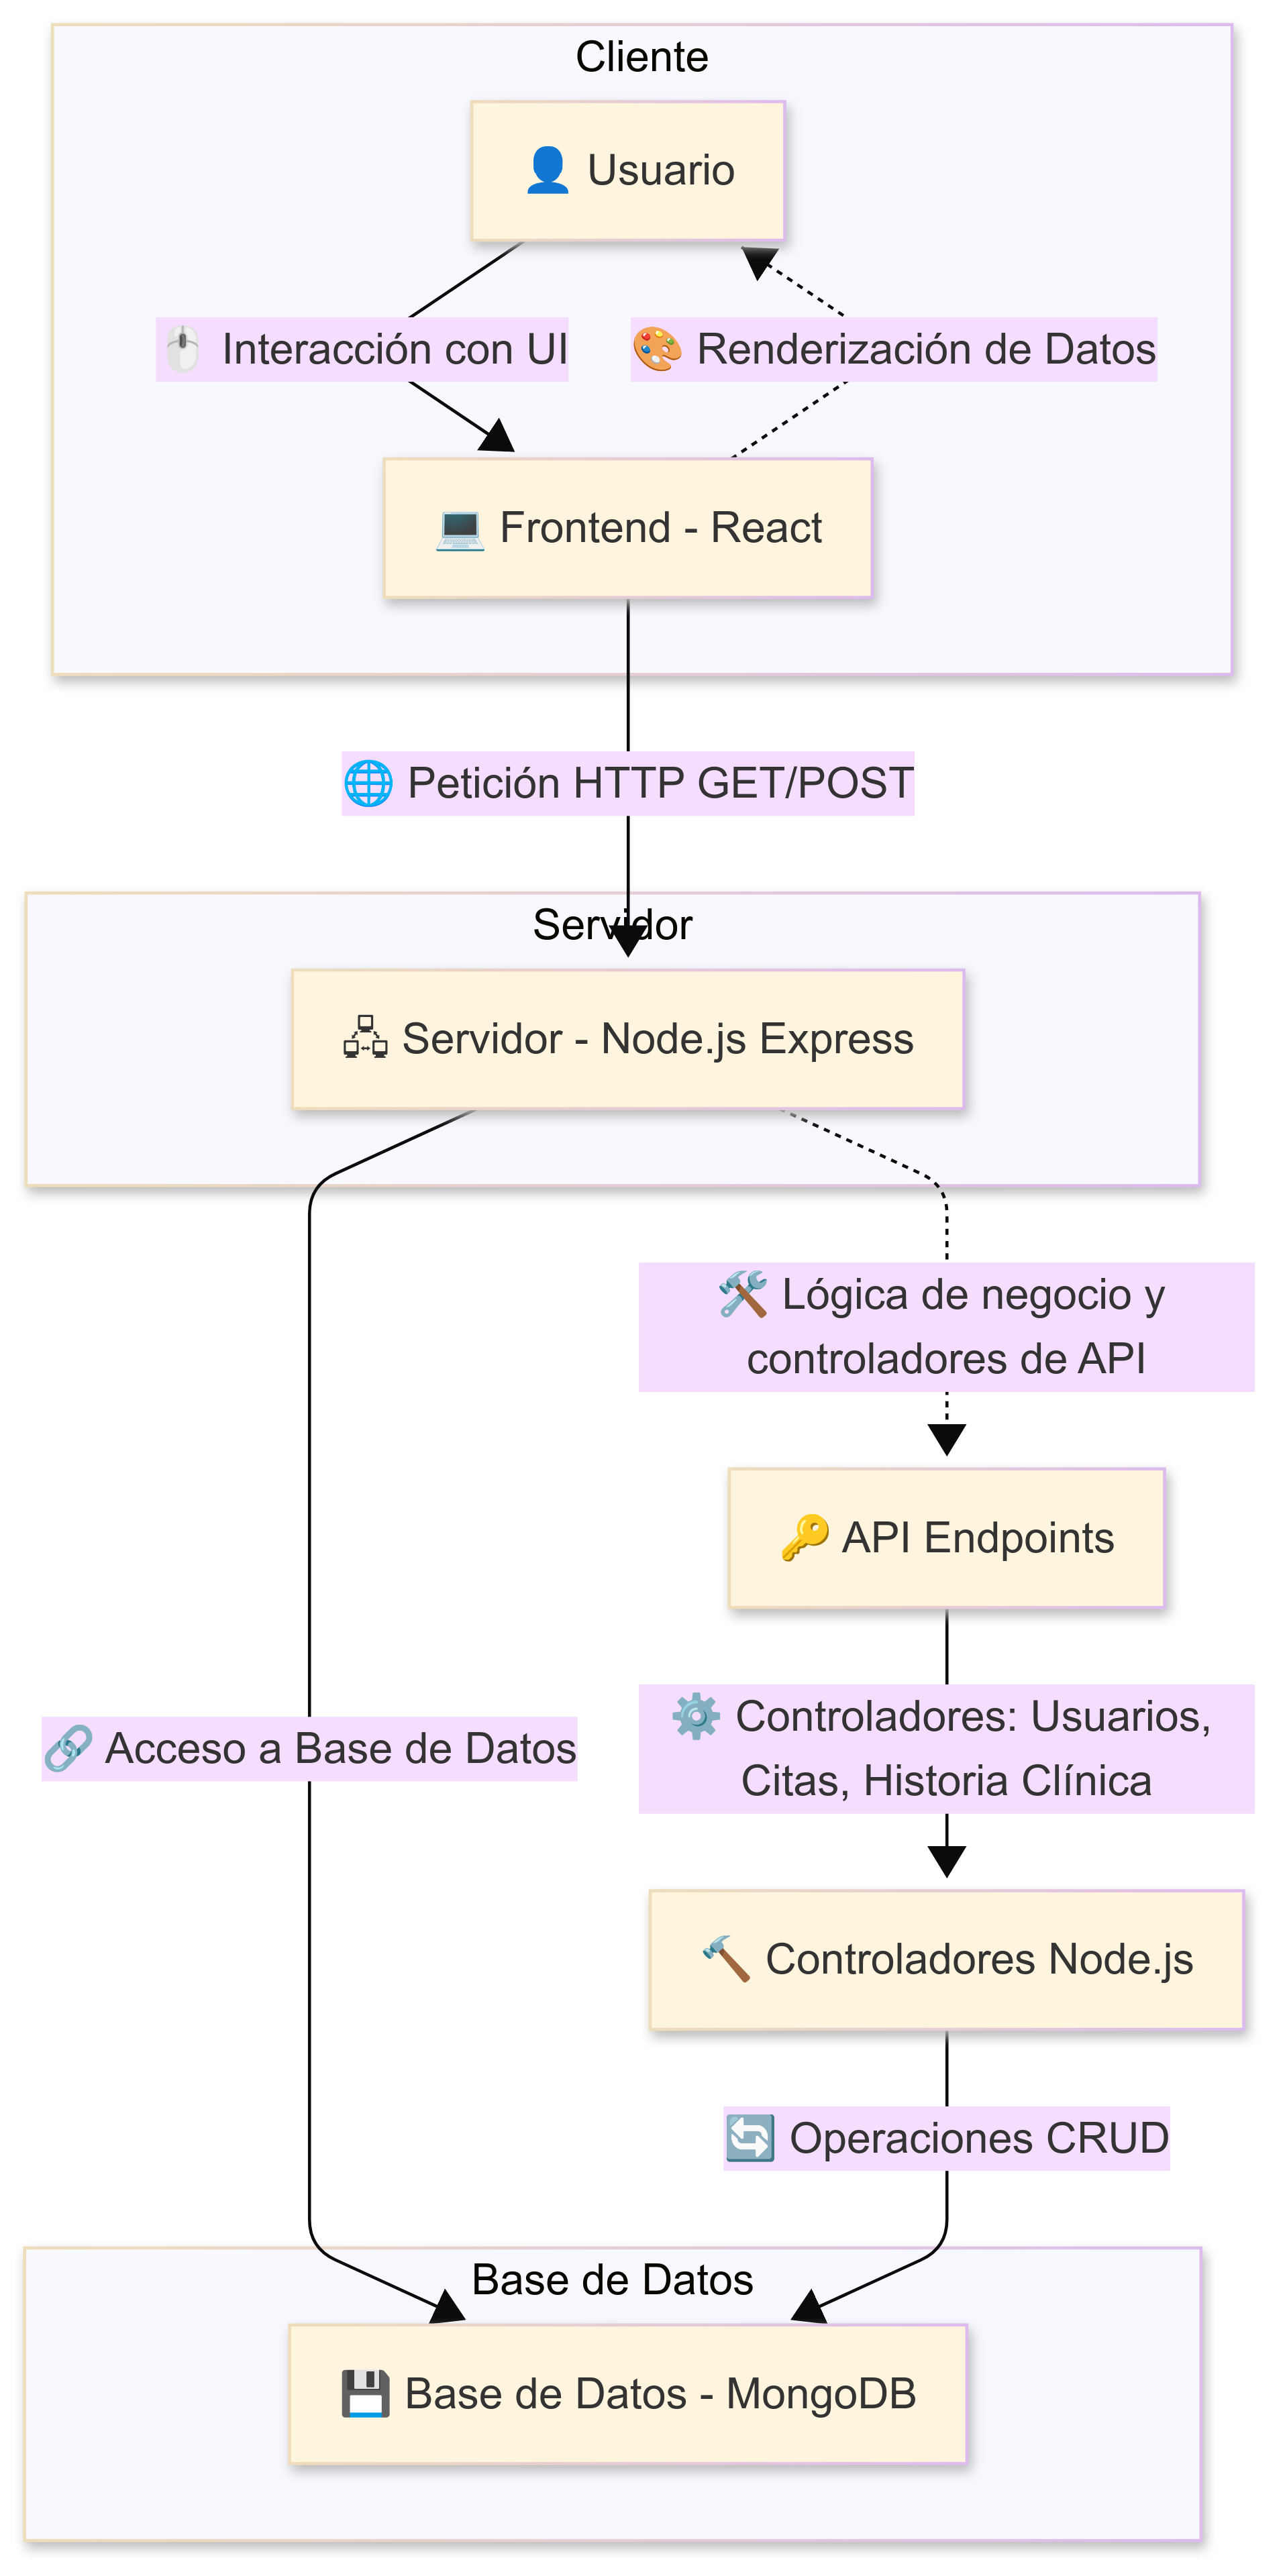 Cliente
👤 Usuario
🖱️ Interacción con UI
🎨 Renderización de Datos
💻 Frontend - React
🌐 Petición HTTP GET/POST
Servidor
🖧 Servidor - Node.js Express
🛠️ Lógica de negocio y
controladores de API
🔑 API Endpoints
⚙️ Controladores: Usuarios,
Citas, Historia Clínica
🔗 Acceso a Base de Datos
🔨 Controladores Node.js
🔄 Operaciones CRUD
Base de Datos
💾 Base de Datos - MongoDB